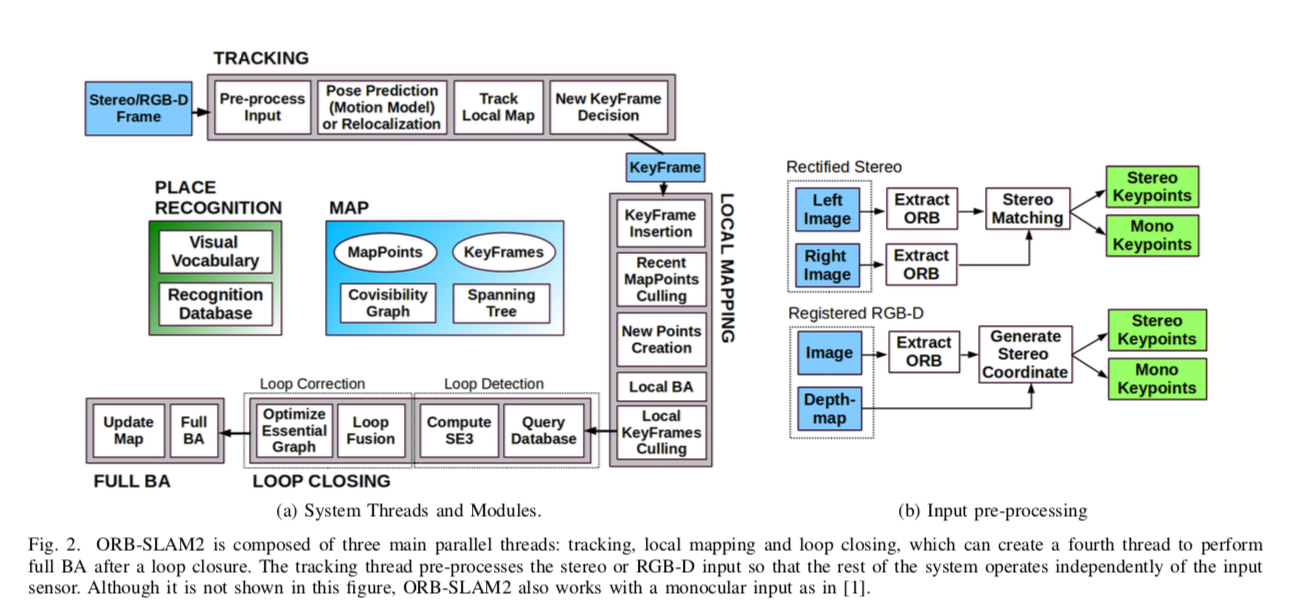 TRACKING
Stereo/RGB-D
Frame
Pre-process
Input
Pose Prediction
(Motion Model)
or Relocalization
Track
Local Map
New KeyFrame
Decision
KeyFrame
PLACE
RECOGNITION
Visual
Vocabulary
Recognition
Database
MAP
MapPoints
KeyFrames
Covisibility
Graph
Spanning
Tree
LOCAL MAPPING
KeyFrame
Insertion
Recent
MapPoints
Culling
New Points
Creation
Local BA
Local
KeyFrames
Culling
Loop Correction
Loop Detection
Update
Map
Full
BA
Optimize
Essential
Graph
Loop
Fusion
Compute
SE3
Query
Database
FULL BA
LOOP CLOSING
(a) System Threads and Modules.
Rectified Stereo
Left
Image
Extract
ORB
Stereo
Matching
Stereo
Keypoints
Mono
Keypoints
Right
Image
Extract
ORB
Registered RGB-D
Image
Extract
ORB
Generate
Stereo
Coordinate
Stereo
Keypoints
Mono
Keypoints
Depth-
map
(b) Input pre-processing
Fig. 2. ORB-SLAM2 is composed of three main parallel threads: tracking, local mapping and loop closing, which can create a fourth thread to perform
full BA after a loop closure. The tracking thread pre-processes the stereo or RGB-D input so that the rest of the system operates independently of the input
sensor. Although it is not shown in this figure, ORB-SLAM2 also works with a monocular input as in [1].